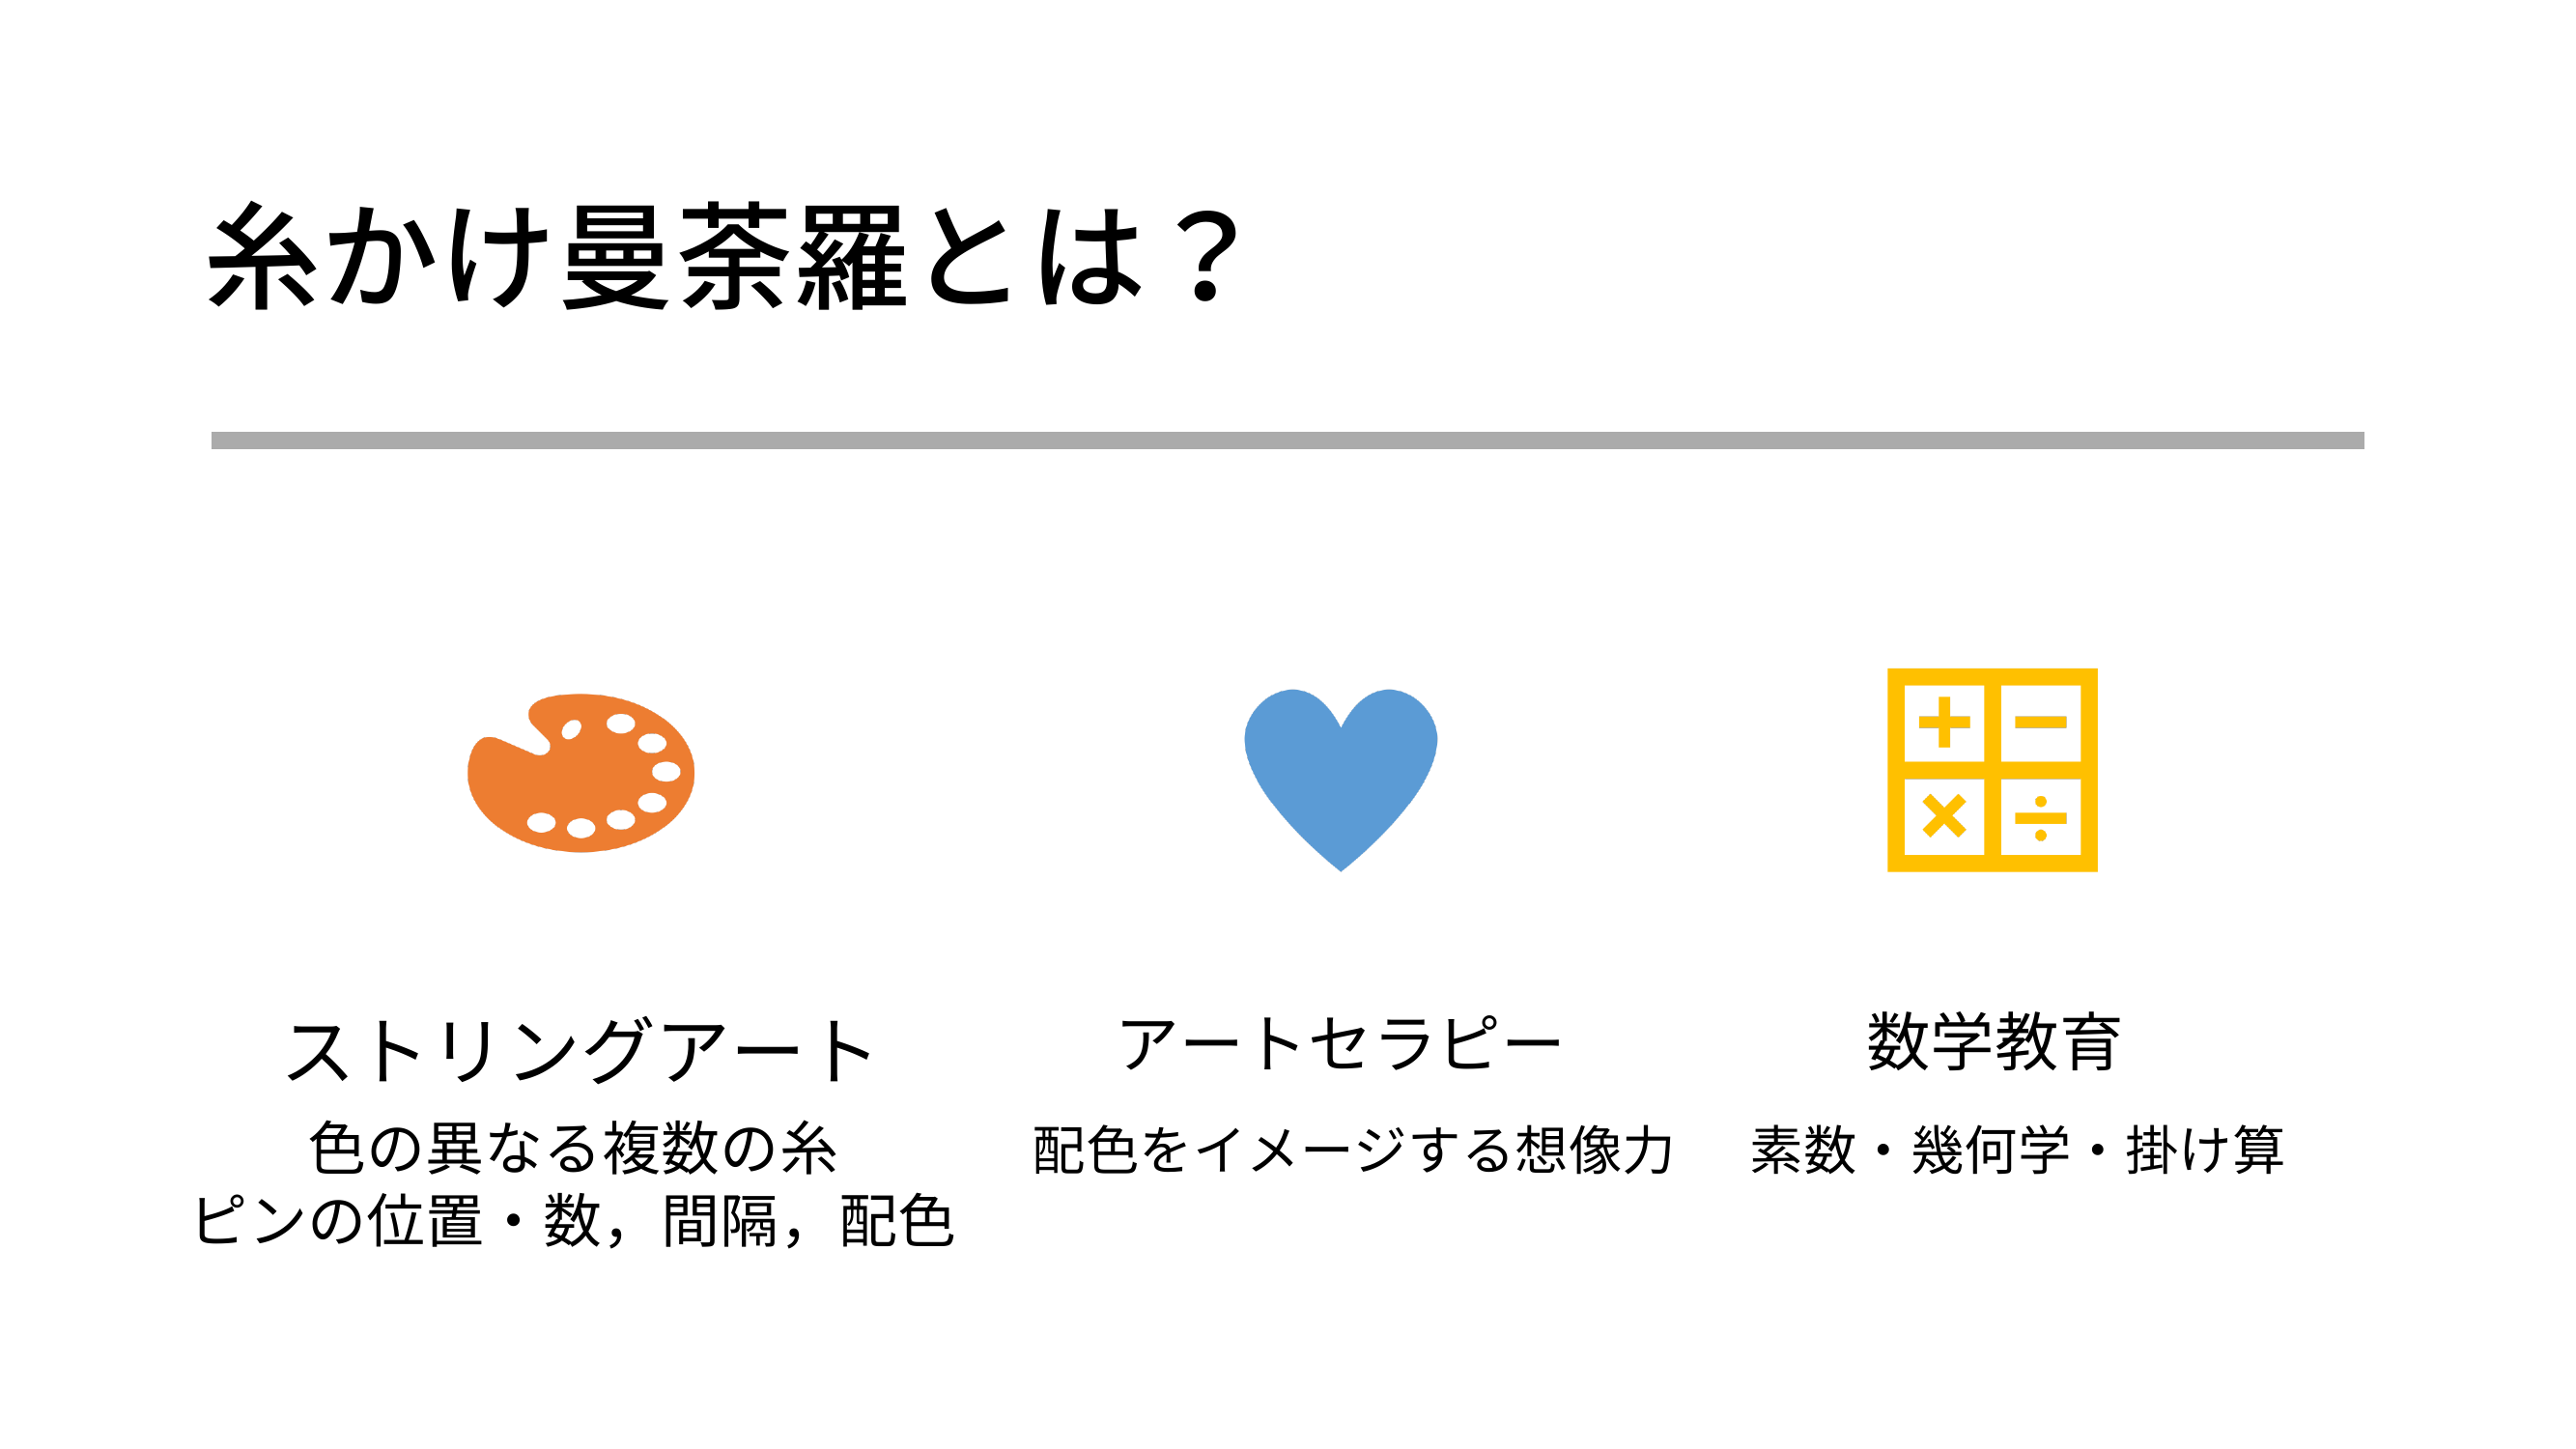 糸かけ曼荼羅とは？
ストリングアート
色の異なる複数の糸
ピンの位置・数，間隔，配色
アートセラピー
配色をイメージする想像力
数学教育
素数・幾何学・掛け算